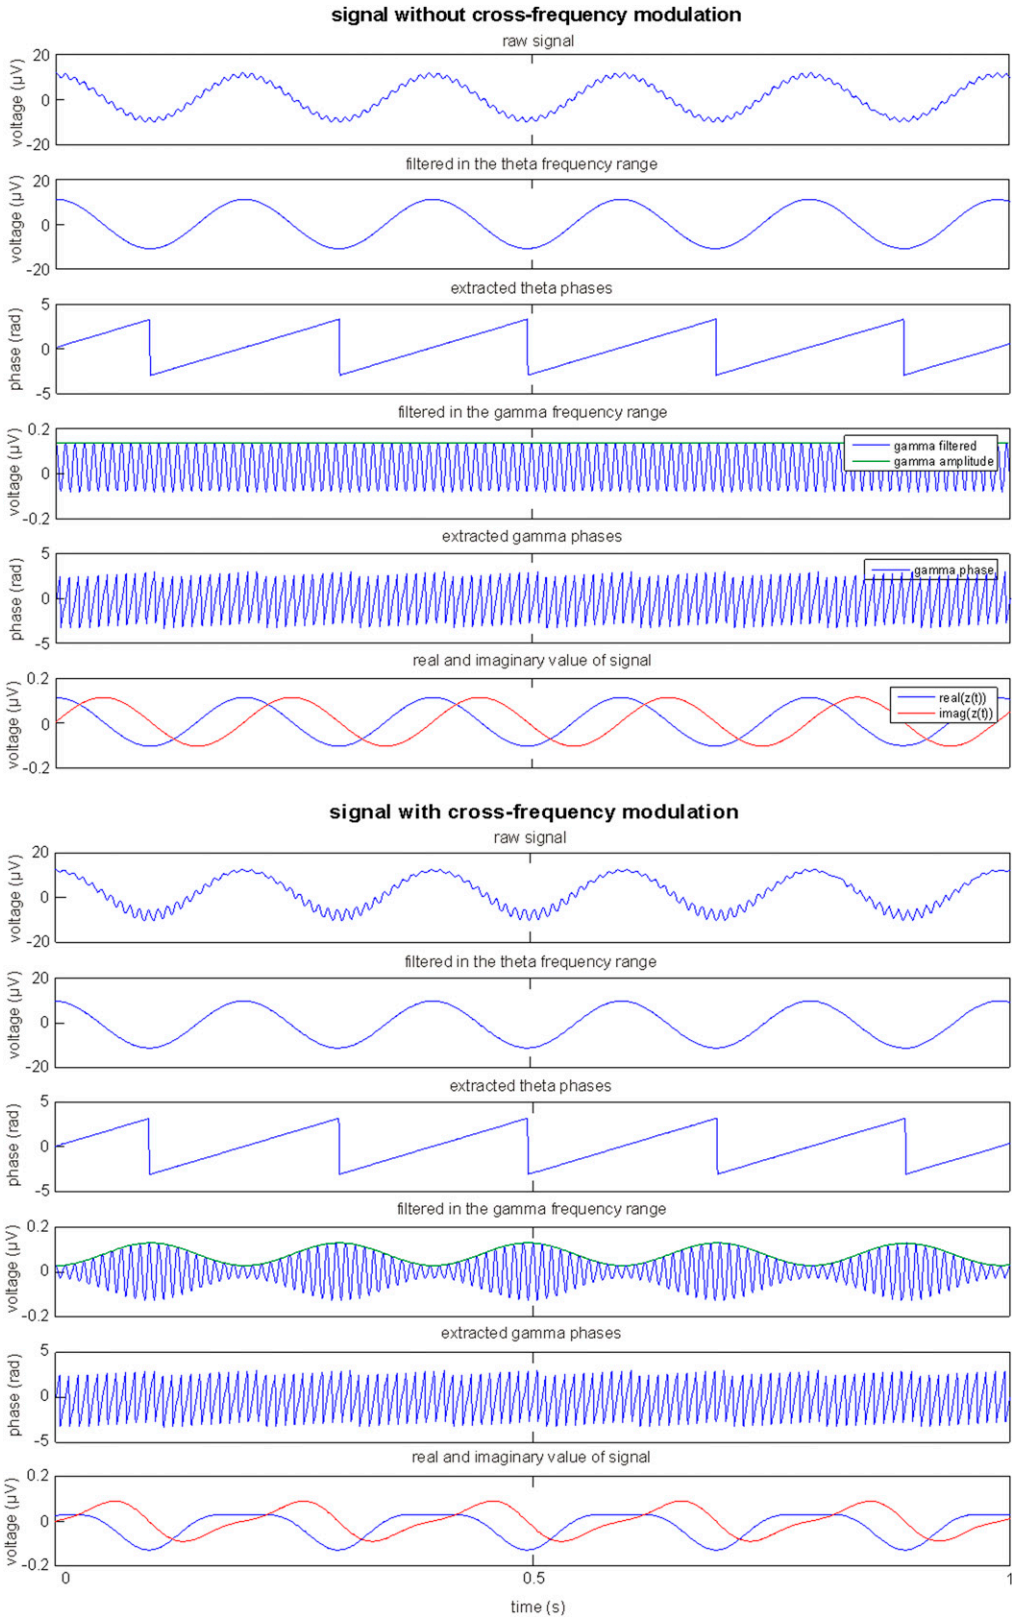 signal without cross-frequency modulation
raw signal
voltage (µV)
20
0
-20
filtered in the theta frequency range
voltage (µV)
20
0
-20
extracted theta phases
phase (rad)
5
0
-5
filtered in the gamma frequency range
voltage (µV)
0.2
0
-0.2
gamma filtered
gamma amplitude
extracted gamma phases
phase (rad)
5
0
-5
gamma phase
real and imaginary value of signal
voltage (µV)
0.2
0
-0.2
real(z(t))
imag(z(t))
signal with cross-frequency modulation
raw signal
voltage (µV)
20
0
-20
filtered in the theta frequency range
voltage (µV)
20
0
-20
extracted theta phases
phase (rad)
5
0
-5
filtered in the gamma frequency range
voltage (µV)
0.2
0
-0.2
extracted gamma phases
phase (rad)
5
0
-5
real and imaginary value of signal
voltage (µV)
0.2
0
-0.2
0 0.5 1
time (s)